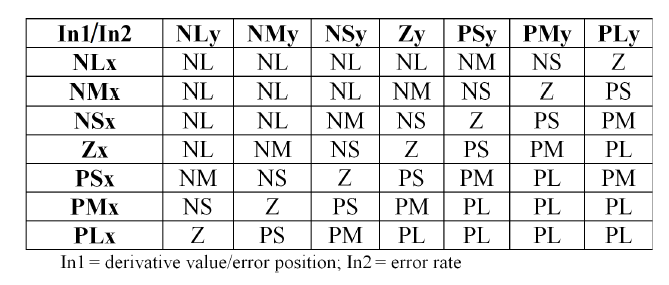 In1/In2 NLy NMy NSy Zy PSy PMy PLy
NLx NL NL NL NL NM NS Z
NMx NL NL NL NM NS Z PS
NSx NL NL NM NS Z PS PM
Zx NL NM NS Z PS PM PL
PSx NM NS Z PS PM PL PM
PMx NS Z PS PM PL PL PL
PLx Z PS PM PL PL PL PL
In1 = derivative value/error position; In2 = error rate